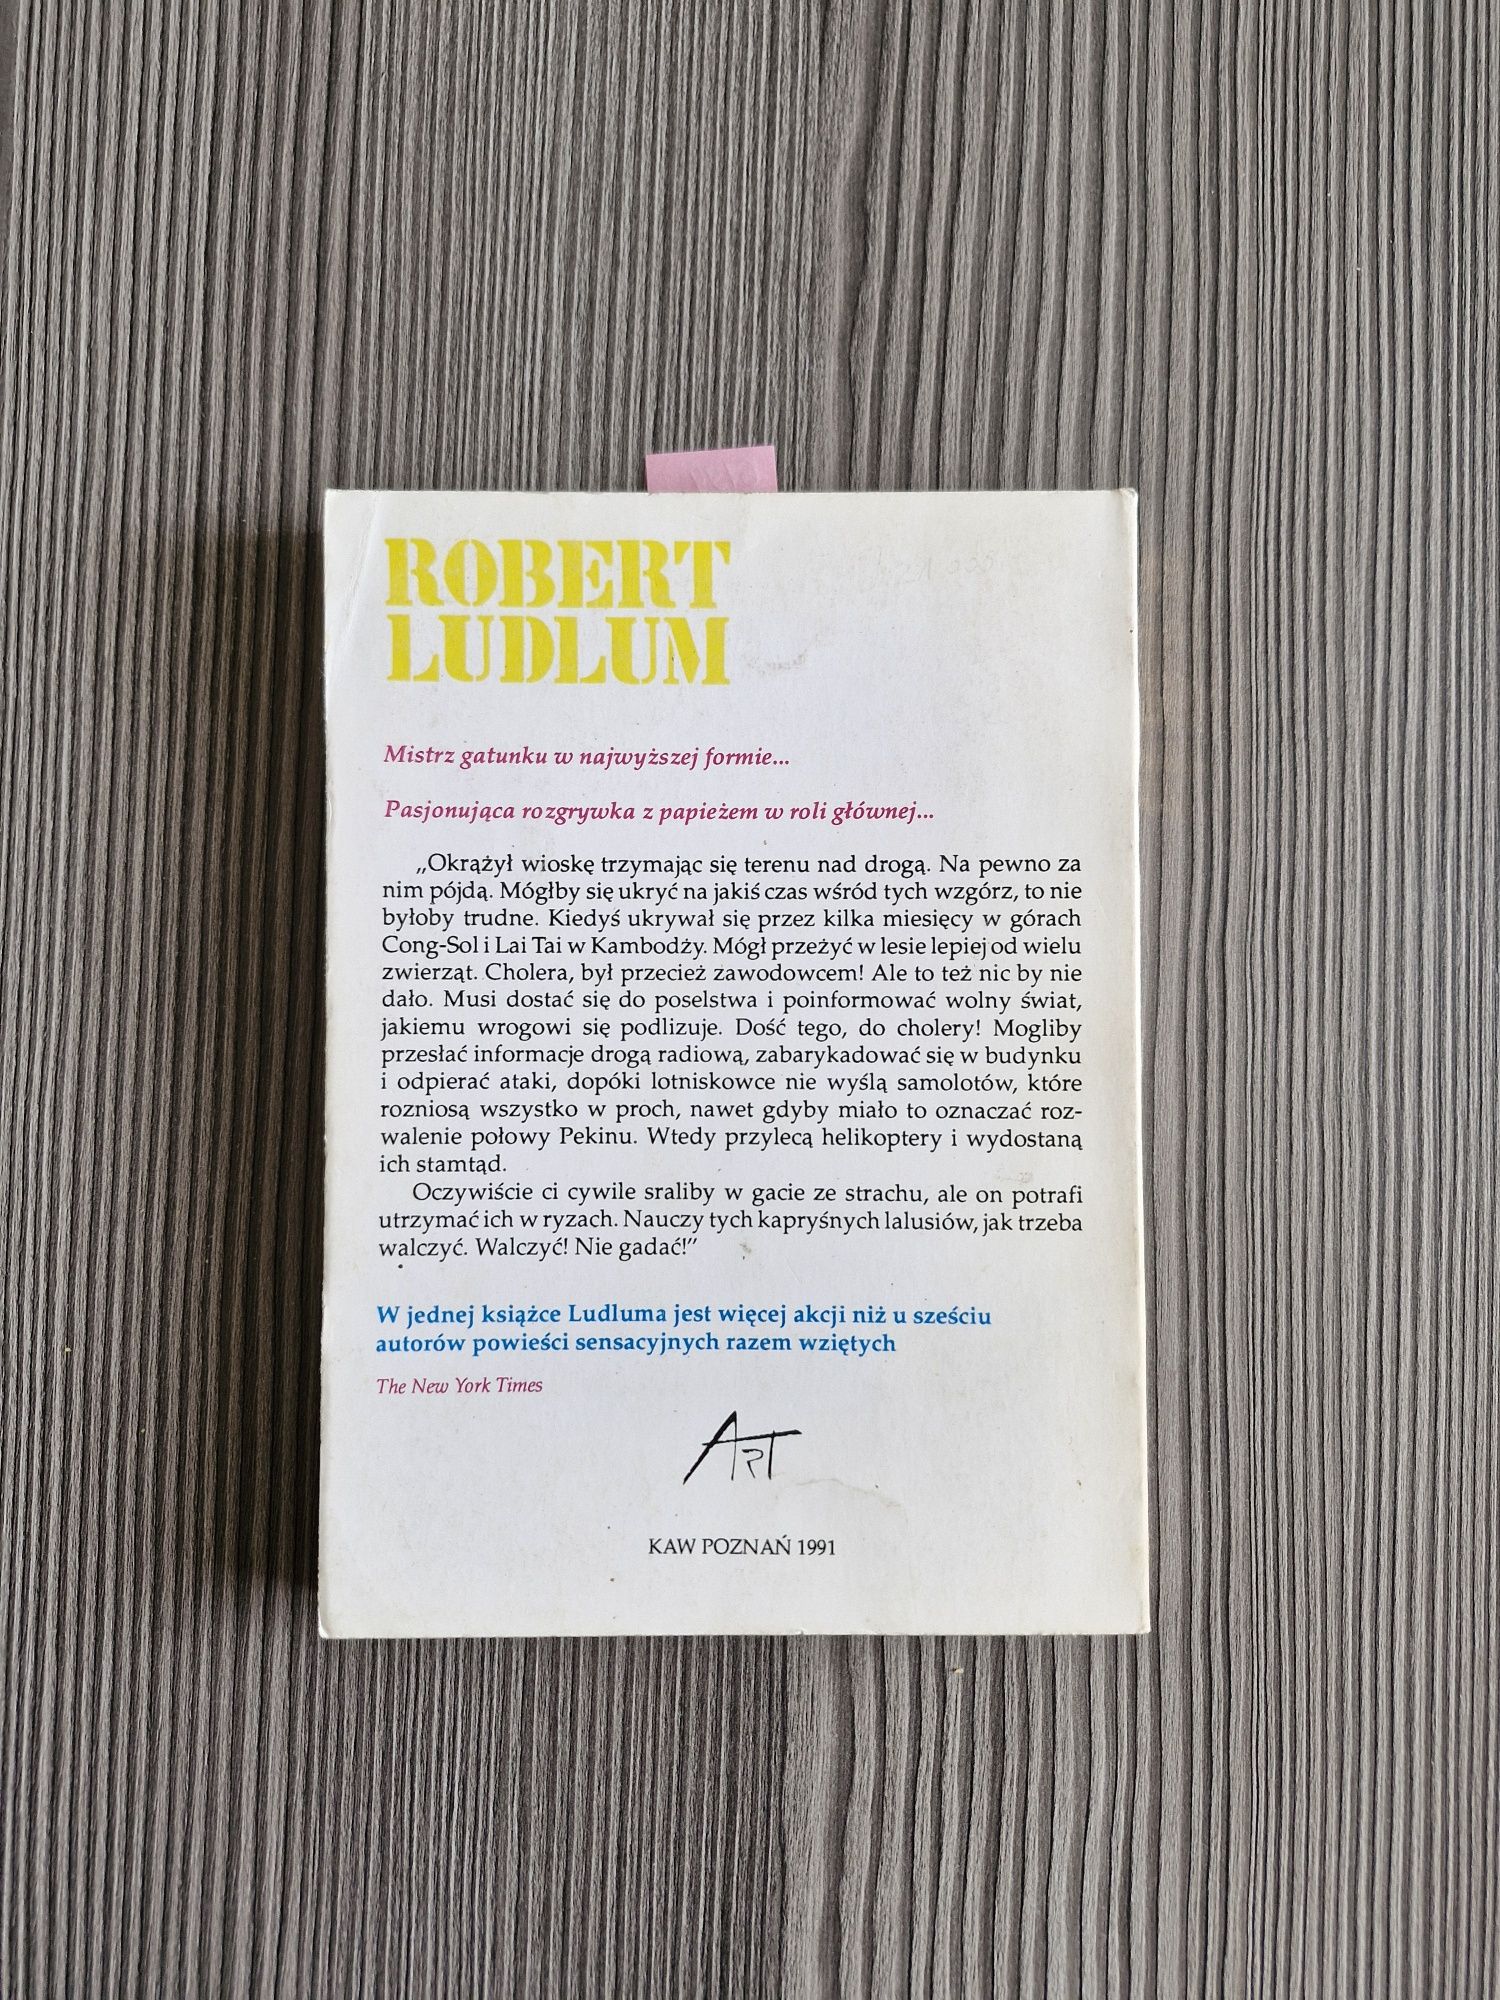 ROBERT
LUDLUM
Mistrz gatunku w najwyższej formie...
Pasjonująca rozgrywka z papieżem w roli głównej...
„Okrążył wioskę trzymając się terenu nad drogą. Na pewno za
nim pójdą. Mógłby się ukryć na jakiś czas wśród tych wzgórz, to nie
byłoby trudne. Kiedyś ukrywał się przez kilka miesięcy w górach
Cong-Sol i Lai Tai w Kambodży. Mógł przeżyć w lesie lepiej od wielu
zwierząt. Cholera, był przecież zawodowcem! Ale to też nic by nie
dało. Musi dostać się do poselstwa i poinformować wolny świat,
jakiemu wrogowi się podlizuje. Dość tego, do cholery! Mogliby
przesłać informacje drogą radiową, zabarykadować się w budynku
i odpierać ataki, dopóki lotniskowce nie wyślą samolotów, które
rozniosą wszystko w proch, nawet gdyby miało to oznaczać roz-
walenie połowy Pekinu. Wtedy przylecą helikoptery i wydostaną
ich stamtąd.
Oczywiście ci cywile sraliby w gacie ze strachu, ale on potrafi
utrzymać ich w ryzach. Nauczy tych kapryśnych lalusiów, jak trzeba
walczyć. Walczyć! Nie gadać!”
W jednej książce Ludluma jest więcej akcji niż u sześciu
autorów powieści sensacyjnych razem wziętych
The New York Times
ART
KAW POZNAŃ 1991